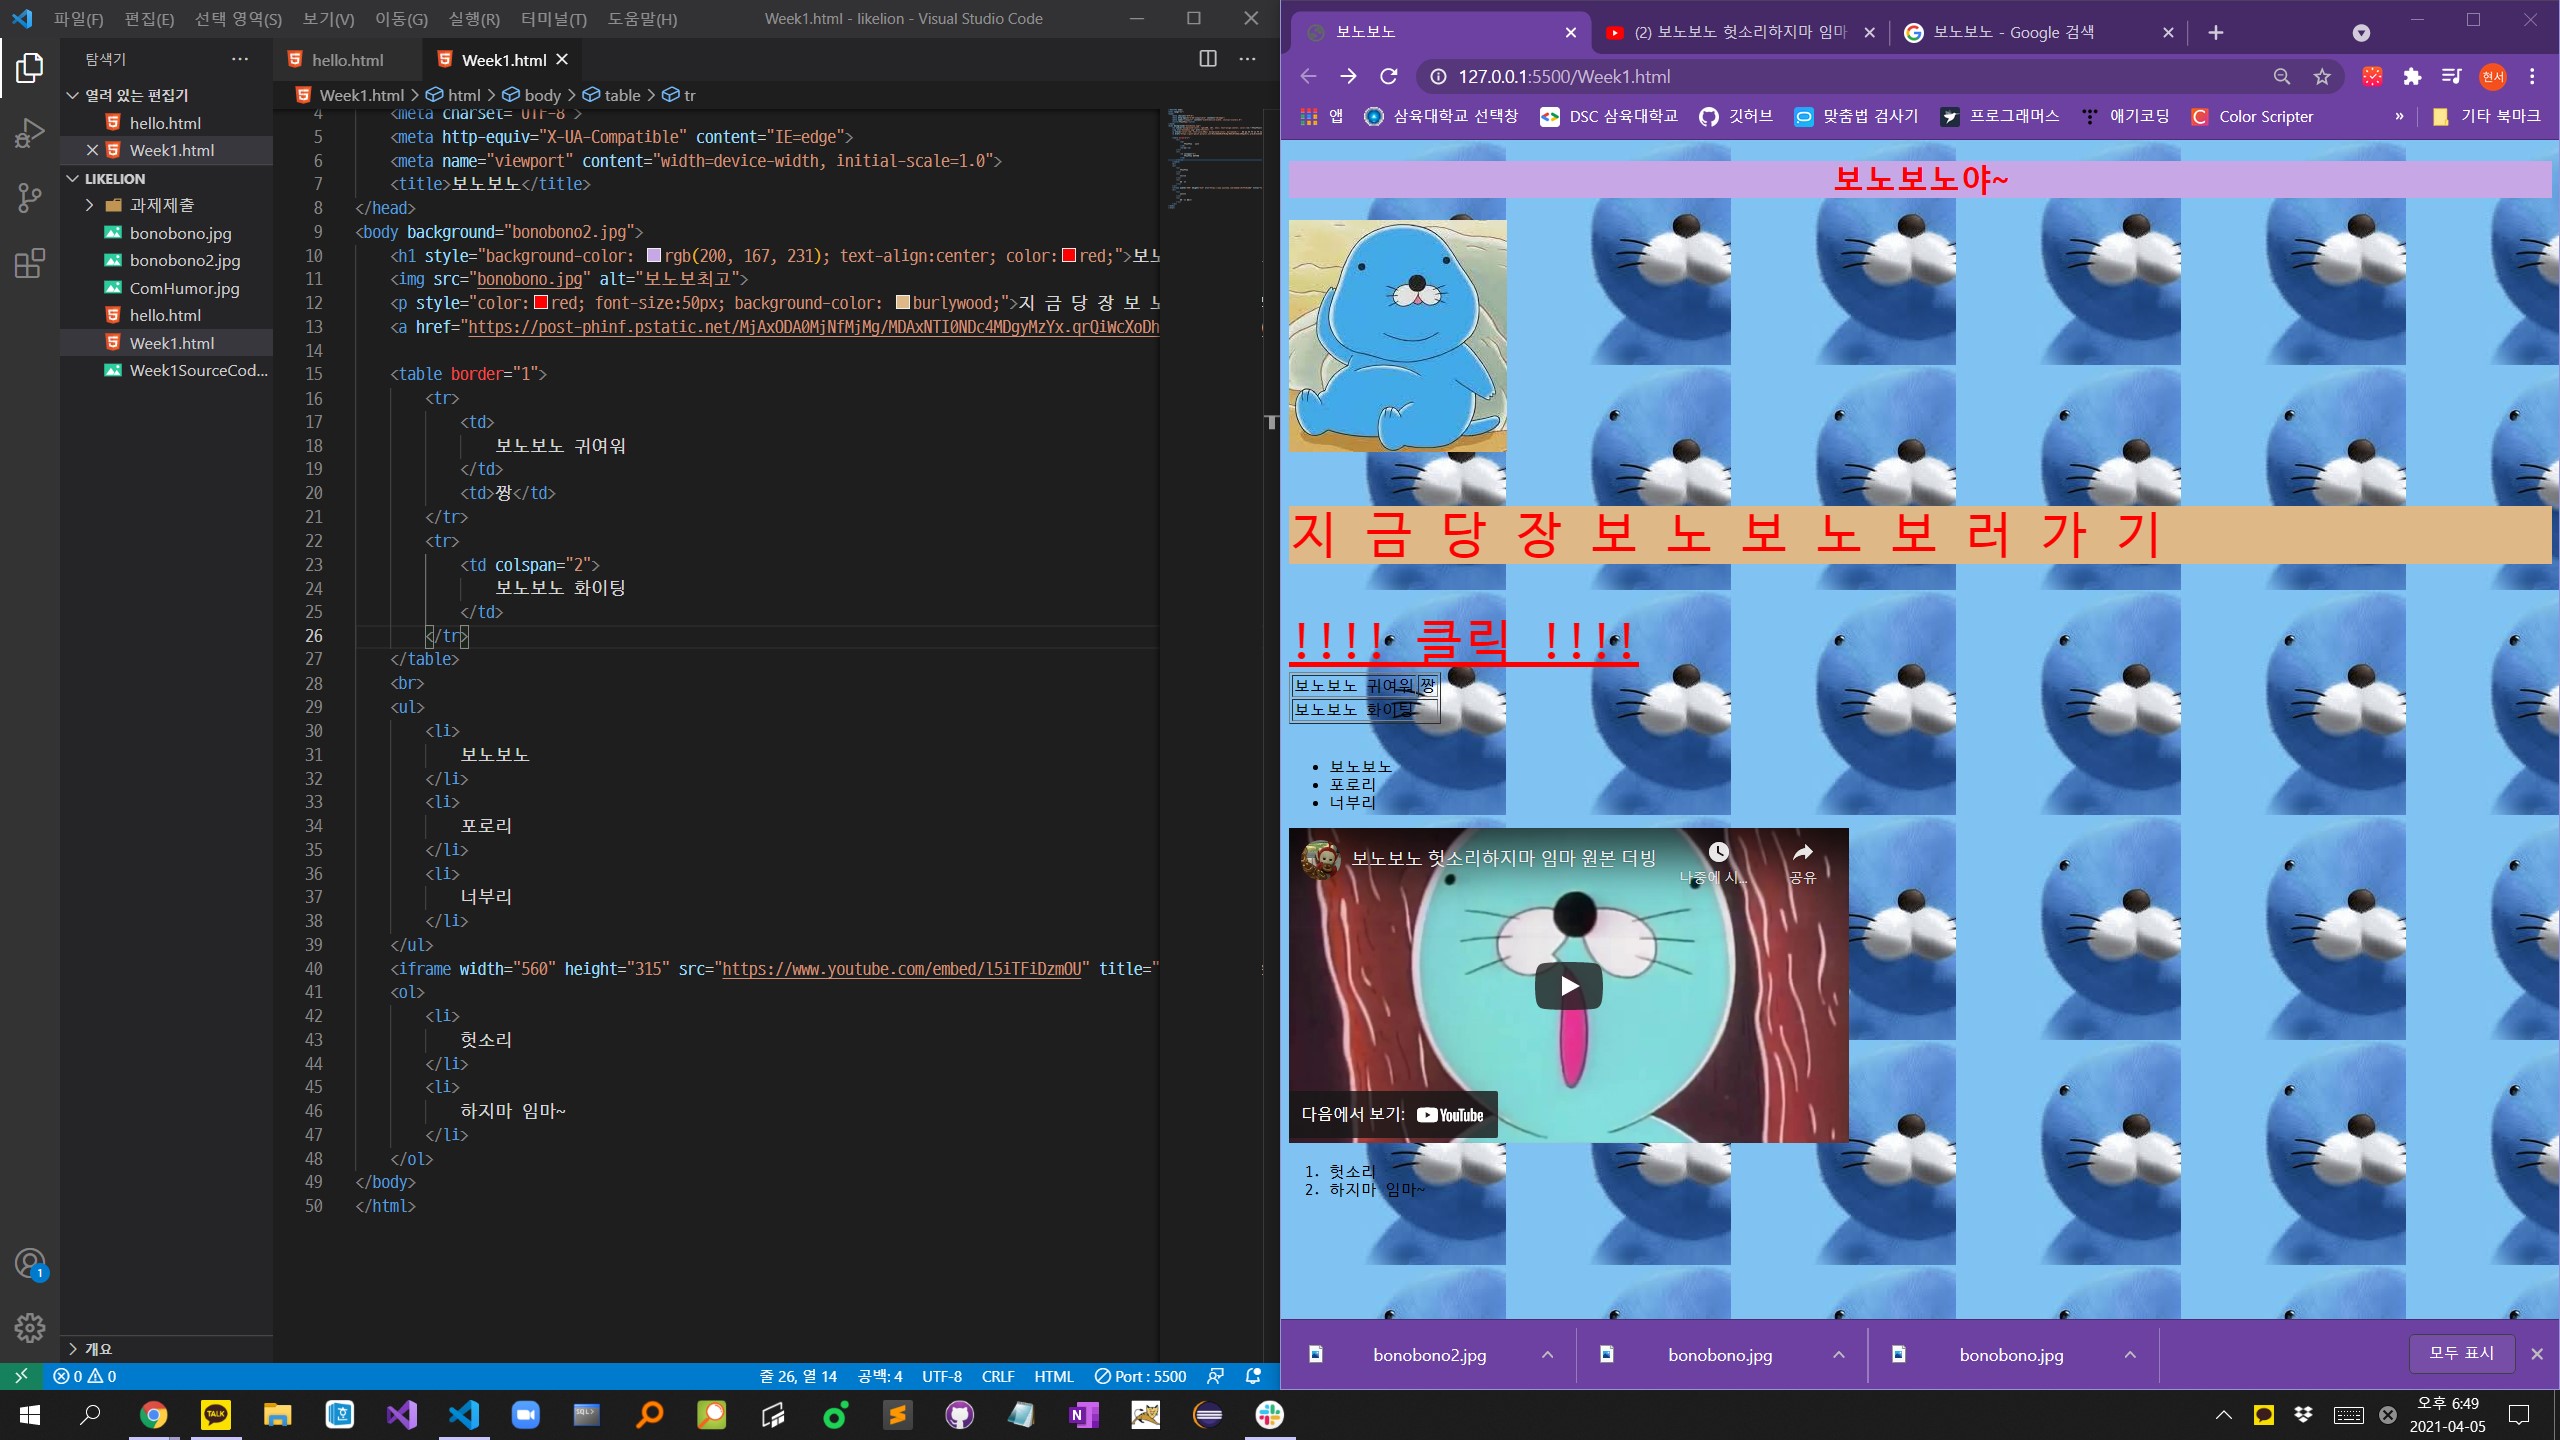 파일(F) 편집(E) 선택 영역(S) 보기(V) 이동(G) 실행(R) 터미널(T) 도움말(H) Week1.html - likelion - Visual Studio Code
탐색기
열려 있는 편집기
hello.html
Week1.html
LIKELION
과제제출
bonobono.jpg
bonobono2.jpg
ComHumor.jpg
hello.html
Week1.html
Week1SourceCod...
개요
hello.html Week1.html
Week1.html > html > body > table > tr
4 <meta charset="UTF-8">
5 <meta http-equiv="X-UA-Compatible" content="IE=edge">
6 <meta name="viewport" content="width=device-width, initial-scale=1.0">
7 <title>보노보노</title>
8 </head>
9 <body background="bonobono2.jpg">
10 <h1 style="background-color: rgb(200, 167, 231); text-align:center; color:red;">보노
11 <img src="bonobono.jpg" alt="보노보최고">
12 <p style="color:red; font-size:50px; background-color: burlywood;">지 금 당 장 보 노
13 <a href="https://post-phinf.pstatic.net/MjAxODA0MjNfMjMg/MDAxNTI0NDc4MDgyMzYx.qrQiWcXoDh
14
15 <table border="1">
16 <tr>
17 <td>
18 보노보노 귀여워
19 </td>
20 <td>짱</td>
21 </tr>
22 <tr>
23 <td colspan="2">
24 보노보노 화이팅
25 </td>
26 </tr>
27 </table>
28 <br>
29 <ul>
30 <li>
31 보노보노
32 </li>
33 <li>
34 포로리
35 </li>
36 <li>
37 너부리
38 </li>
39 </ul>
40 <iframe width="560" height="315" src="https://www.youtube.com/embed/l5iTFiDzmOU" title="
41 <ol>
42 <li>
43 헛소리
44 </li>
45 <li>
46 하지마 임마~
47 </li>
48 </ol>
49 </body>
50 </html>
1
0 0 줄 26, 열 14 공백: 4 UTF-8 CRLF HTML Port : 5500
보노보노 (2) 보노보노 헛소리하지마 임마 보노보노 - Google 검색
127.0.0.1:5500/Week1.html 현서
앱 삼육대학교 선택창 DSC 삼육대학교 깃허브 맞춤법 검사기 프로그래머스 애기코딩 Color Scripter » 기타 북마크
보노보노야~
지 금 당 장 보 노 보 노 보 러 가 기
!!!! 클릭 !!!!
보노보노 귀여워 짱
보노보노 화이팅
보노보노
포로리
너부리
보노보노 헛소리하지마 임마 원본 더빙
나중에 시... 공유
다음에서 보기: YouTube
1. 헛소리
2. 하지마 임마~
bonobono2.jpg bonobono.jpg bonobono.jpg 모두 표시
TALK
SQL>
N
오후 6:49
2021-04-05